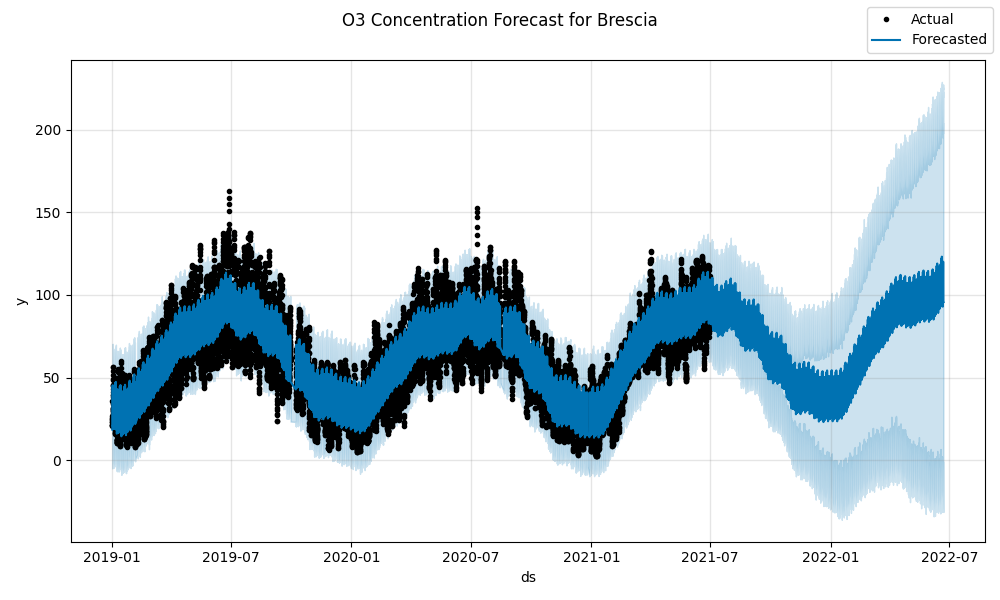 O3 Concentration Forecast for Brescia
Actual
Forecasted
y
200
150
100
50
0
2019-01 2019-07 2020-01 2020-07 2021-01 2021-07 2022-01 2022-07
ds